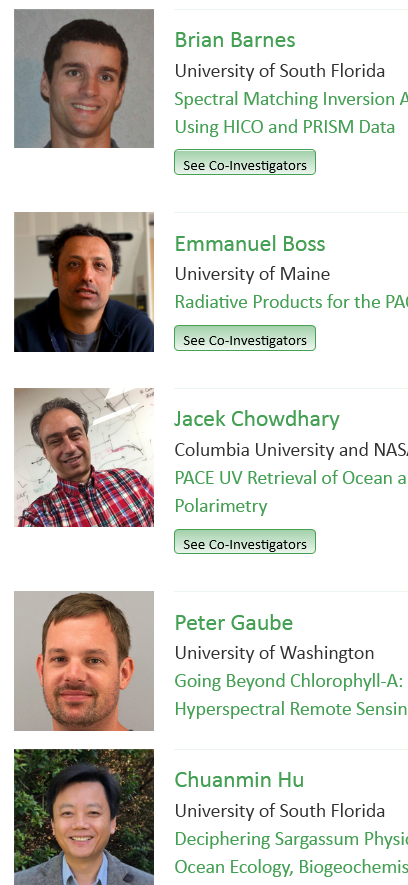 Brian Barnes
University of South Florida
Spectral Matching Inversion A
Using HICO and PRISM Data
See Co-Investigators
Emmanuel Boss
University of Maine
Radiative Products for the PAC
See Co-Investigators
Jacek Chowdhary
Columbia University and NASA
PACE UV Retrieval of Ocean a
Polarimetry
See Co-Investigators
Peter Gaube
University of Washington
Going Beyond Chlorophyll-A:
Hyperspectral Remote Sensin
Chuanmin Hu
University of South Florida
Deciphering Sargassum Physic
Ocean Ecology, Biogeochemis